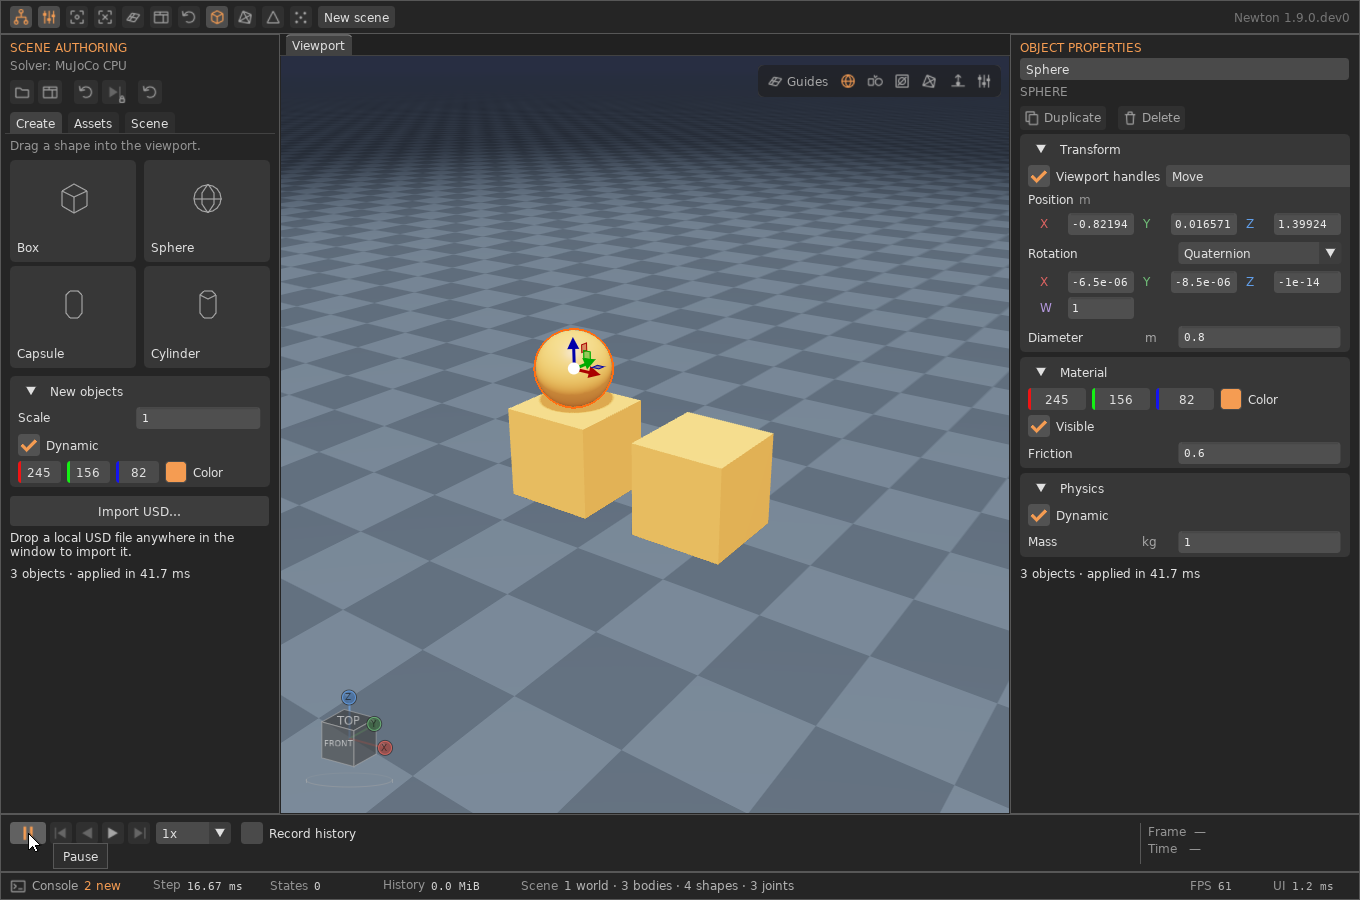 New scene
Newton 1.9.0.dev0
SCENE AUTHORING
Solver: MuJoCo CPU
Create Assets Scene
Drag a shape into the viewport.
Box
Sphere
Capsule
Cylinder
New objects
Scale 1
Dynamic
245 156 82 Color
Import USD...
Drop a local USD file anywhere in the
window to import it.
3 objects · applied in 41.7 ms
Viewport
Guides
Z
TOP
Y
FRONT
X
OBJECT PROPERTIES
Sphere
SPHERE
Duplicate Delete
Transform
Viewport handles Move
Position m
X -0.82194 Y 0.016571 Z 1.39924
Rotation Quaternion
X -6.5e-06 Y -8.5e-06 Z -1e-14
W 1
Diameter m 0.8
Material
245 156 82 Color
Visible
Friction 0.6
Physics
Dynamic
Mass kg 1
3 objects · applied in 41.7 ms
1x Record history
Pause
Frame —
Time —
Console 2 new Step 16.67 ms States 0 History 0.0 MiB Scene 1 world · 3 bodies · 4 shapes · 3 joints FPS 61 UI 1.2 ms